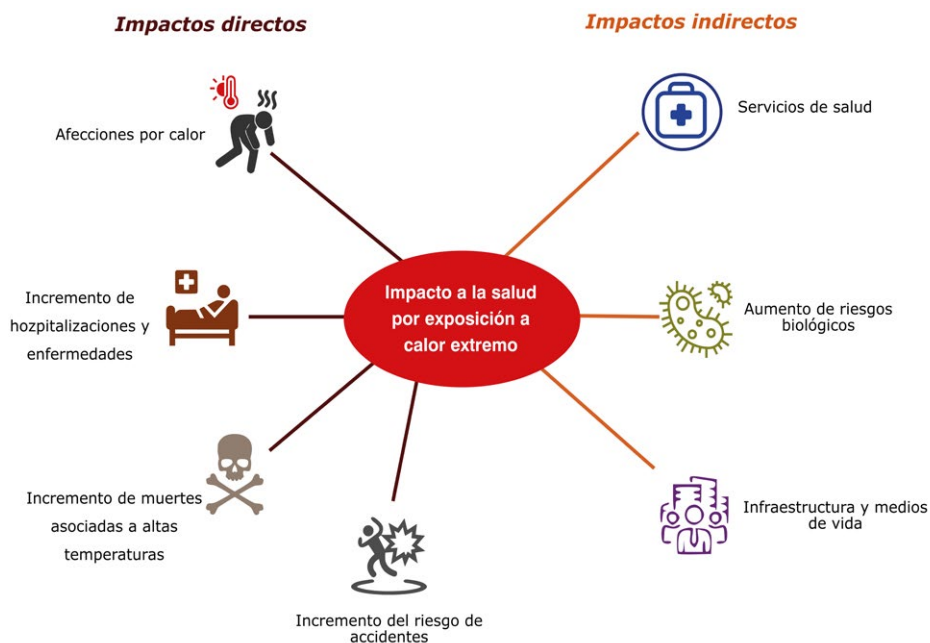 Impactos directos
Impactos indirectos
Afecciones por calor
Servicios de salud
Impacto a la salud
por exposición a
calor extremo
Incremento de
hozpitalizaciones y
enfermedades
Aumento de riesgos
biológicos
Incremento de muertes
asociadas a altas
temperaturas
Infraestructura y medios
de vida
Incremento del riesgo de
accidentes